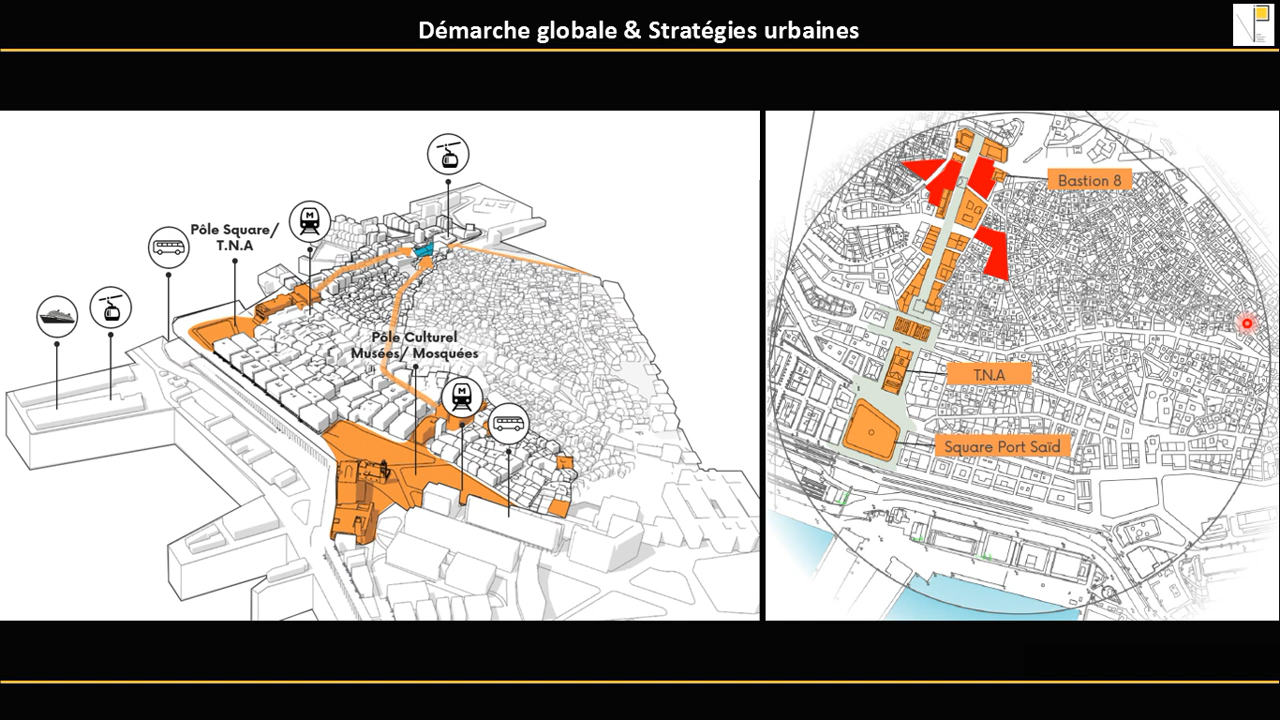 Démarche globale & Stratégies urbaines
Pôle Square/
T.N.A
M
Pôle Culturel
Musées/ Mosquées
M
Bastion 8
T.N.A
Square Port Saïd